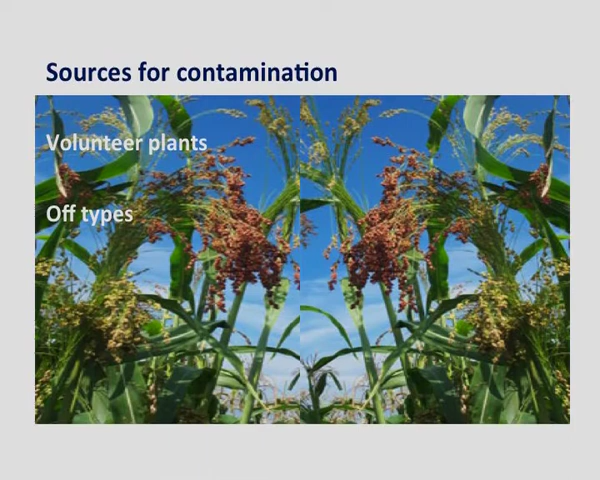 Sources for contamination
Volunteer plants
Off types